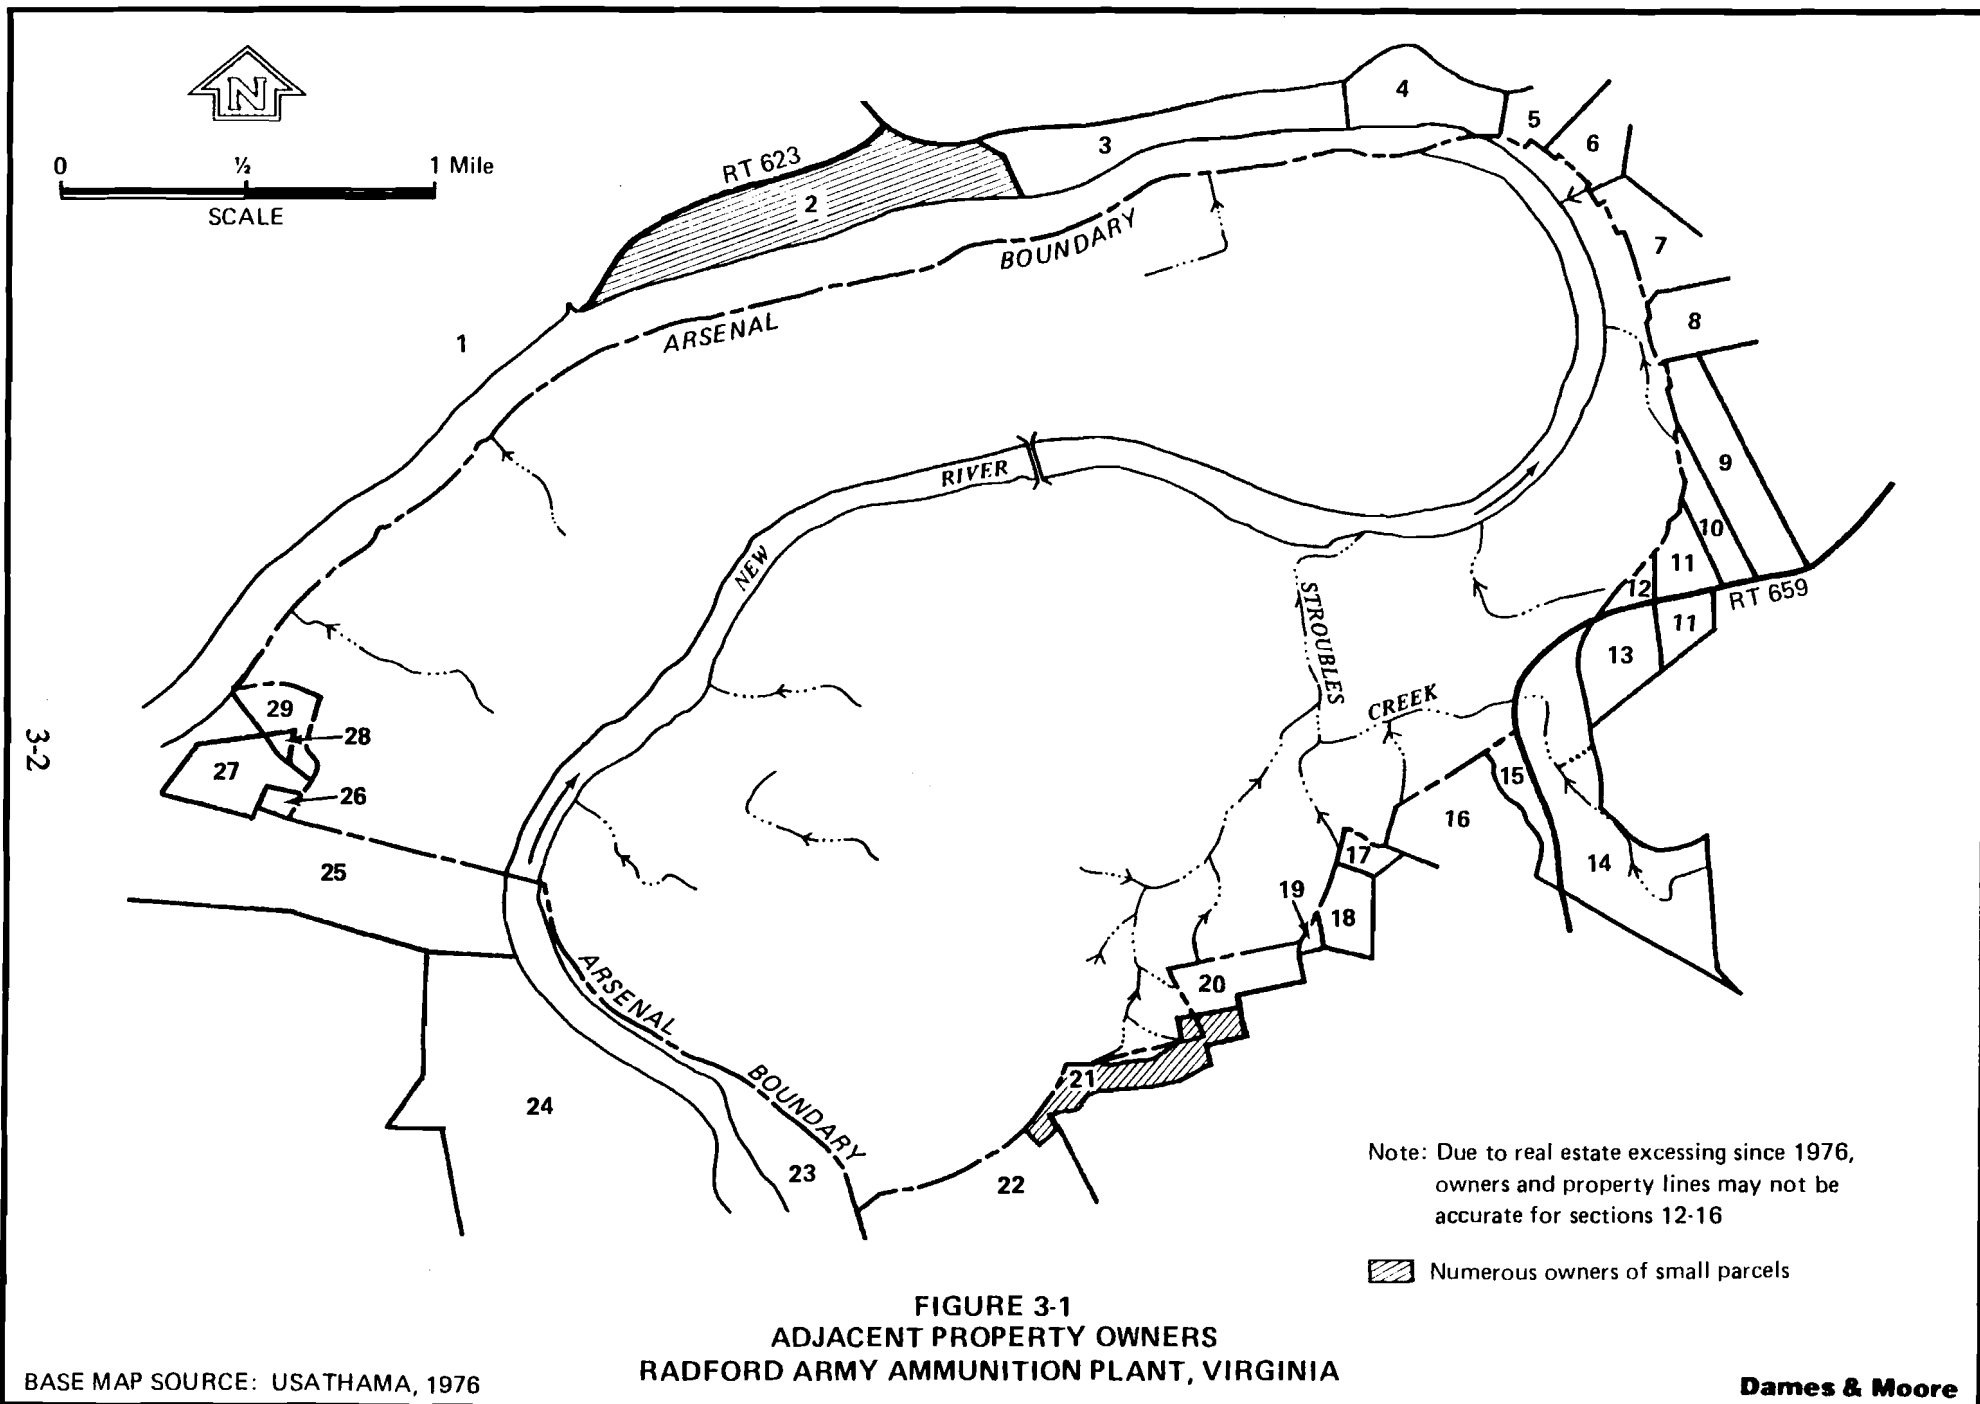 N
0 ½ 1 Mile
SCALE
RT 623
1
2
3
4
5
6
7
8
9
10
11
12
RT 659
11
13
14
15
16
17
18
19
20
21
22
23
24
25
26
27
28
29
ARSENAL BOUNDARY
NEW RIVER
STROUBLES CREEK
ARSENAL BOUNDARY
3-2
Note: Due to real estate excessing since 1976,
owners and property lines may not be
accurate for sections 12-16
Numerous owners of small parcels
FIGURE 3-1
ADJACENT PROPERTY OWNERS
RADFORD ARMY AMMUNITION PLANT, VIRGINIA
BASE MAP SOURCE: USATHAMA, 1976
Dames & Moore